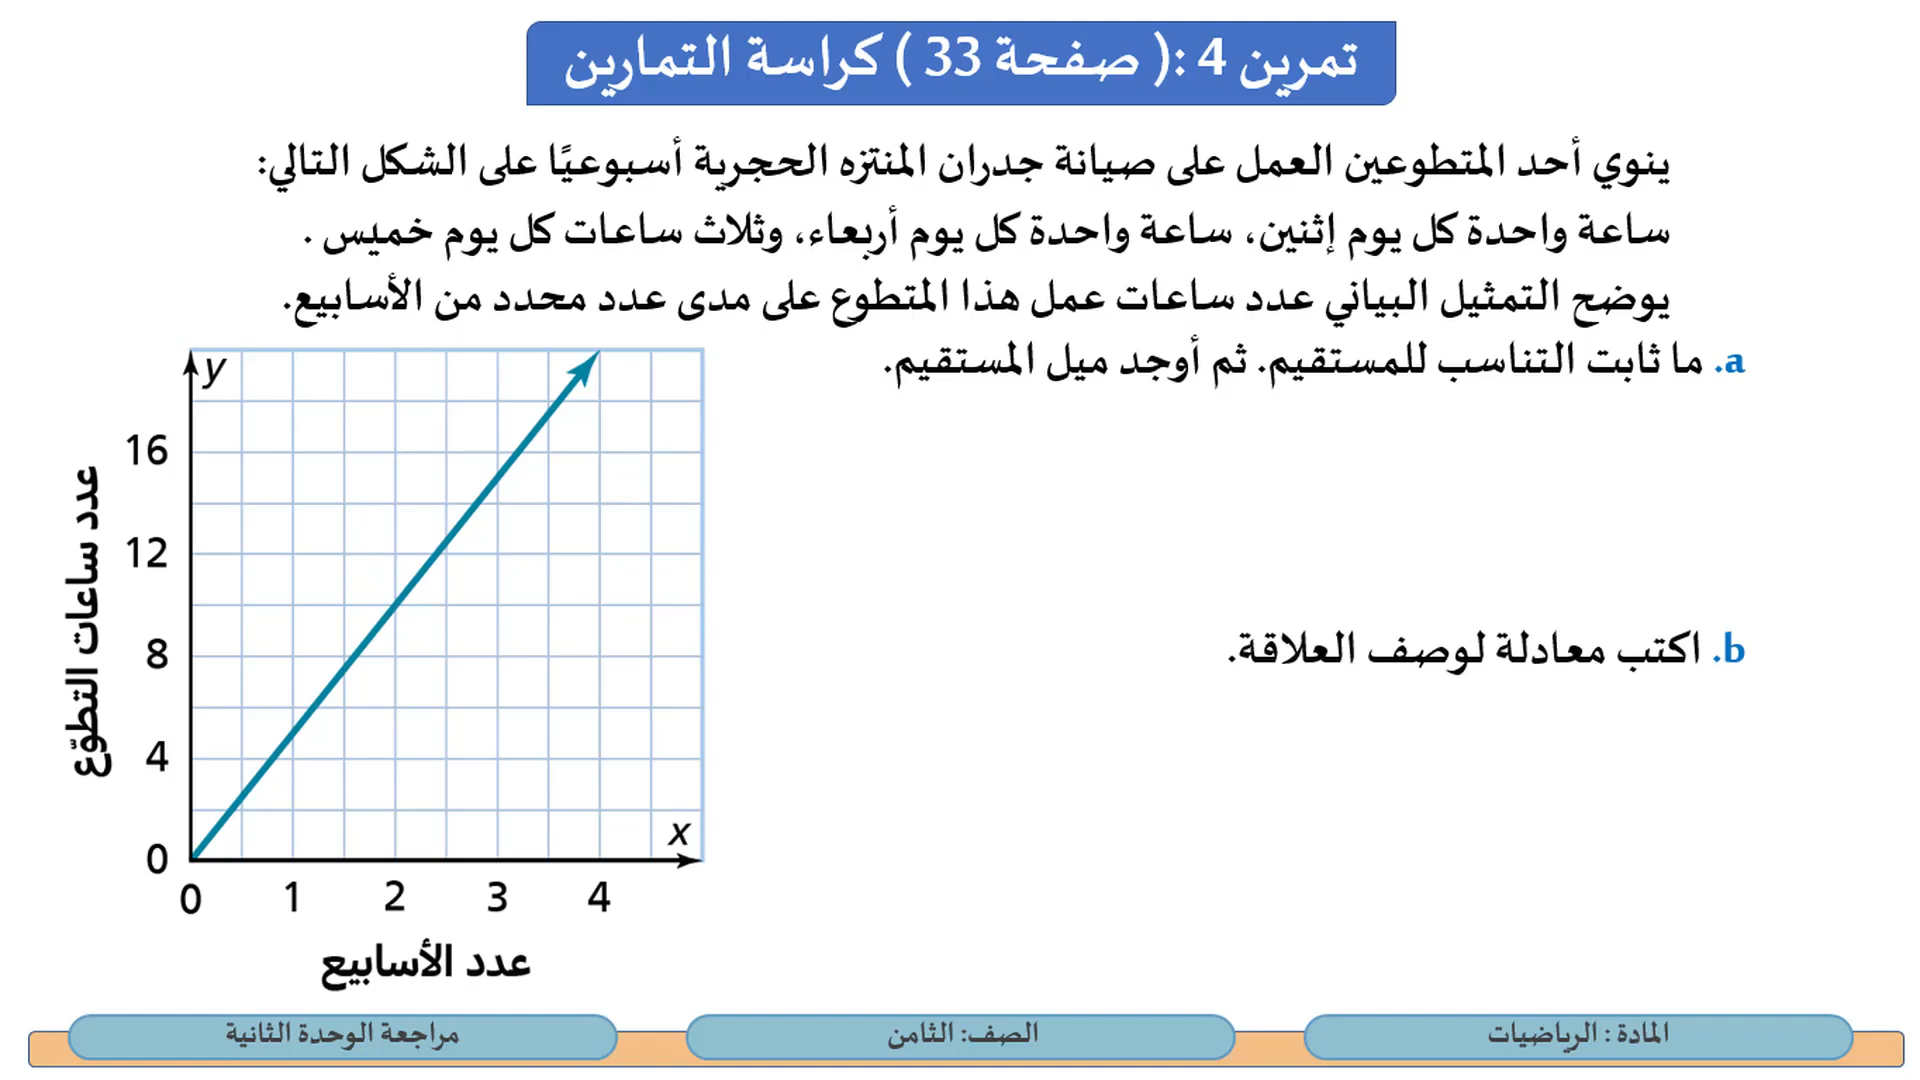 تمرين 4 :( صفحة 33 ) كراسة التمارين
ينوي أحد المتطوعين العمل على صيانة جدران المنتزه الحجرية أسبوعيًا على الشكل التالي:
ساعة واحدة كل يوم إثنين، ساعة واحدة كل يوم أربعاء، وثلاث ساعات كل يوم خميس .
يوضح التمثيل البياني عدد ساعات عمل هذا المتطوع على مدى عدد محدد من الأسابيع.
a. ما ثابت التناسب للمستقيم. ثم أوجد ميل المستقيم.
b. اكتب معادلة لوصف العلاقة.
y
16
12
8
4
0
عدد ساعات التطوّع
x
0 1 2 3 4
عدد الأسابيع
المادة : الرياضيات
الصف: الثامن
مراجعة الوحدة الثانية